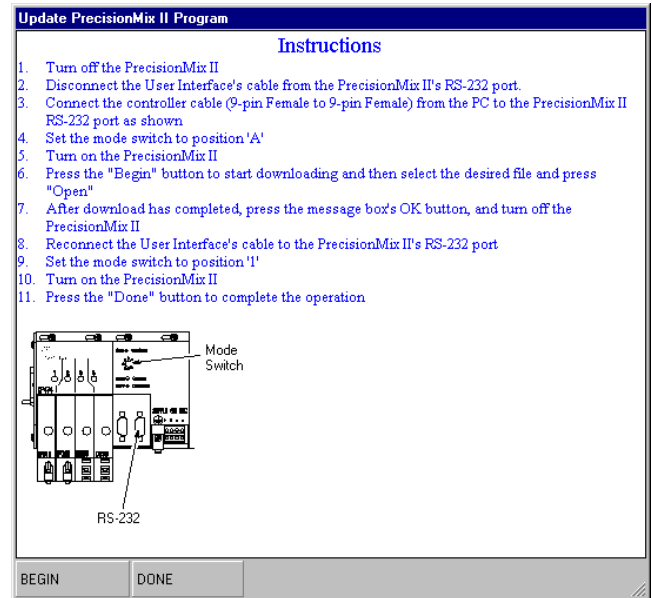 Update PrecisionMix II Program
Instructions
1. Turn off the PrecisionMix II
2. Disconnect the User Interface's cable from the PrecisionMix II's RS-232 port.
3. Connect the controller cable (9-pin Female to 9-pin Female) from the PC to the PrecisionMix II
RS-232 port as shown
4. Set the mode switch to position 'A'
5. Turn on the PrecisionMix II
6. Press the "Begin" button to start downloading and then select the desired file and press
"Open"
7. After download has completed, press the message box's OK button, and turn off the
PrecisionMix II
8. Reconnect the User Interface's cable to the PrecisionMix II's RS-232 port
9. Set the mode switch to position '1'
10. Turn on the PrecisionMix II
11. Press the "Done" button to complete the operation
Mode
Switch
RS-232
BEGIN
DONE